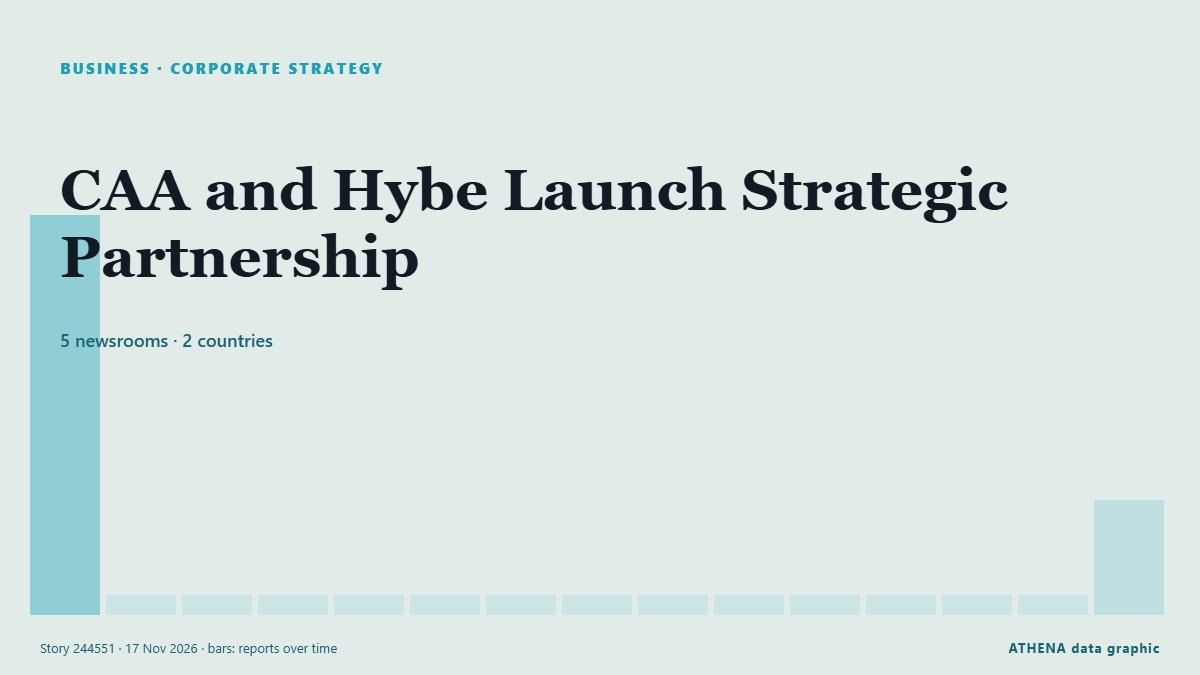 BUSINESS · CORPORATE STRATEGY
CAA and Hybe Launch Strategic
Partnership
5 newsrooms · 2 countries
Story 244551 · 17 Nov 2026 · bars: reports over time
ATHENA data graphic